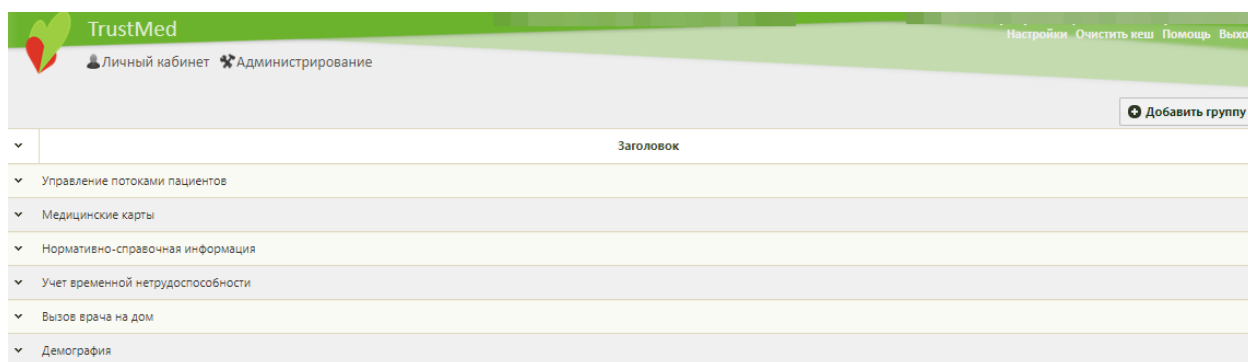 TrustMed
Настройки Очистить кеш Помощь Выхо
Личный кабинет Администрирование
Добавить группу
Заголовок
Управление потоками пациентов
Медицинские карты
Нормативно-справочная информация
Учет временной нетрудоспособности
Вызов врача на дом
Демография